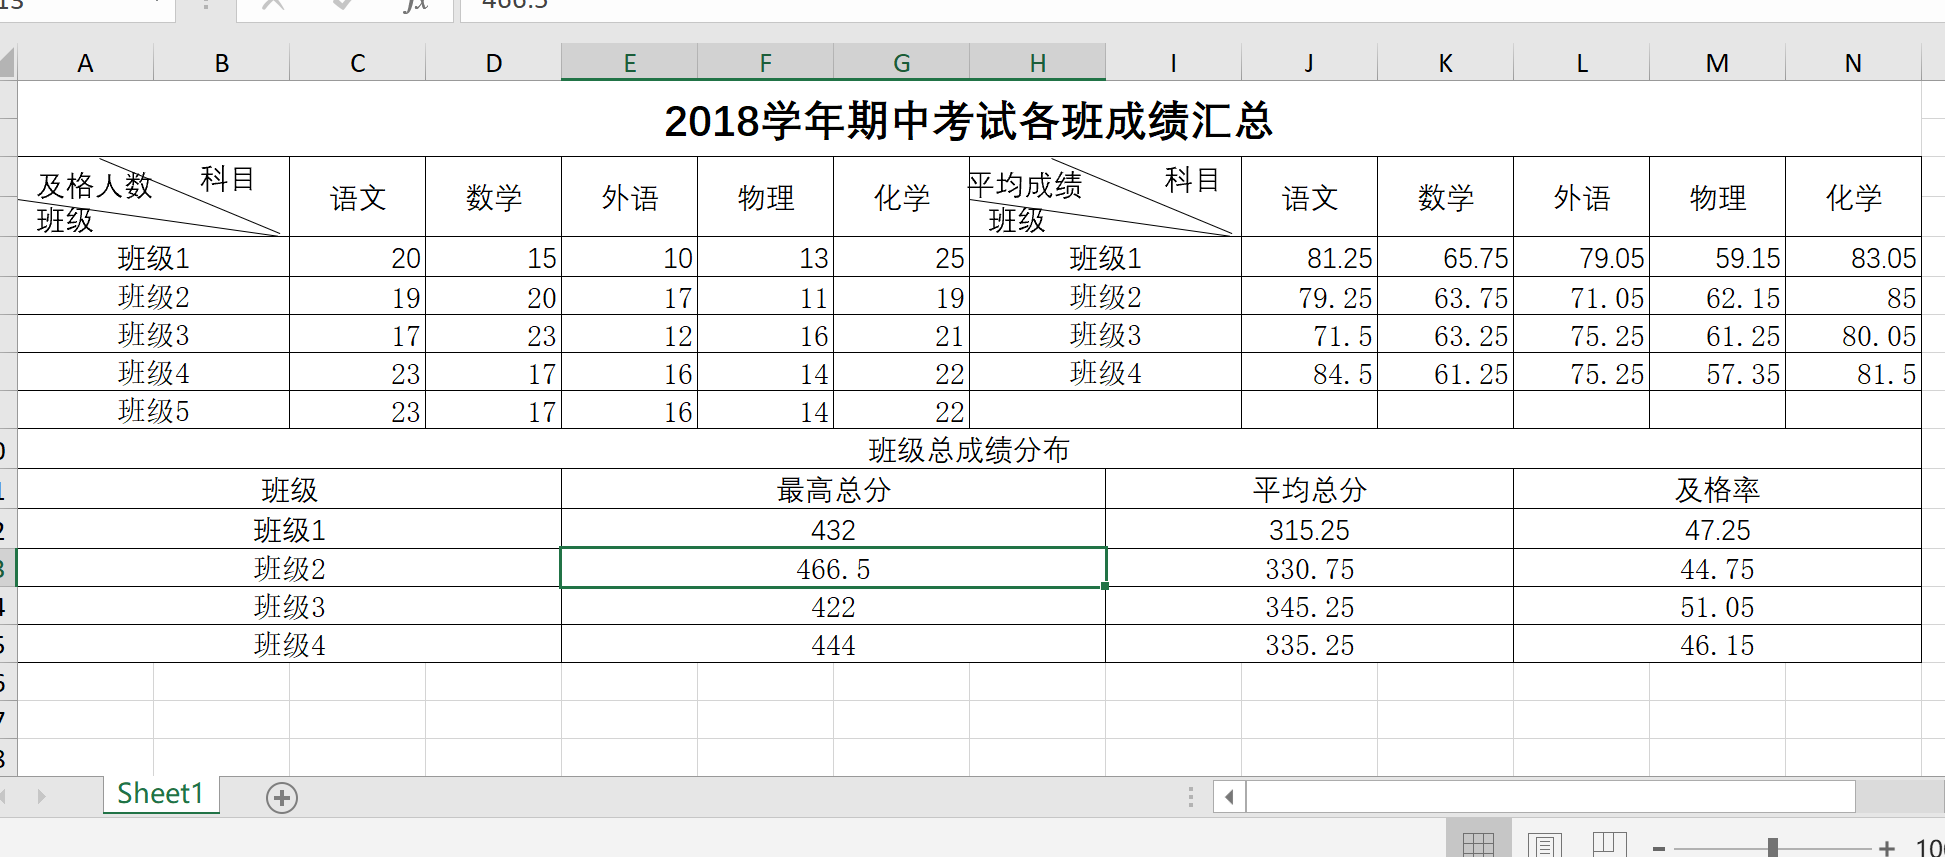 466.5
A B C D E F G H I J K L M N
2018学年期中考试各班成绩汇总
及格人数 科目 班级 语文 数学 外语 物理 化学 平均成绩 科目 班级 语文 数学 外语 物理 化学
班级1 20 15 10 13 25 班级1 81.25 65.75 79.05 59.15 83.05
班级2 19 20 17 11 19 班级2 79.25 63.75 71.05 62.15 85
班级3 17 23 12 16 21 班级3 71.5 63.25 75.25 61.25 80.05
班级4 23 17 16 14 22 班级4 84.5 61.25 75.25 57.35 81.5
班级5 23 17 16 14 22
班级总成绩分布
班级 最高总分 平均总分 及格率
班级1 432 315.25 47.25
班级2 466.5 330.75 44.75
班级3 422 345.25 51.05
班级4 444 335.25 46.15
Sheet1